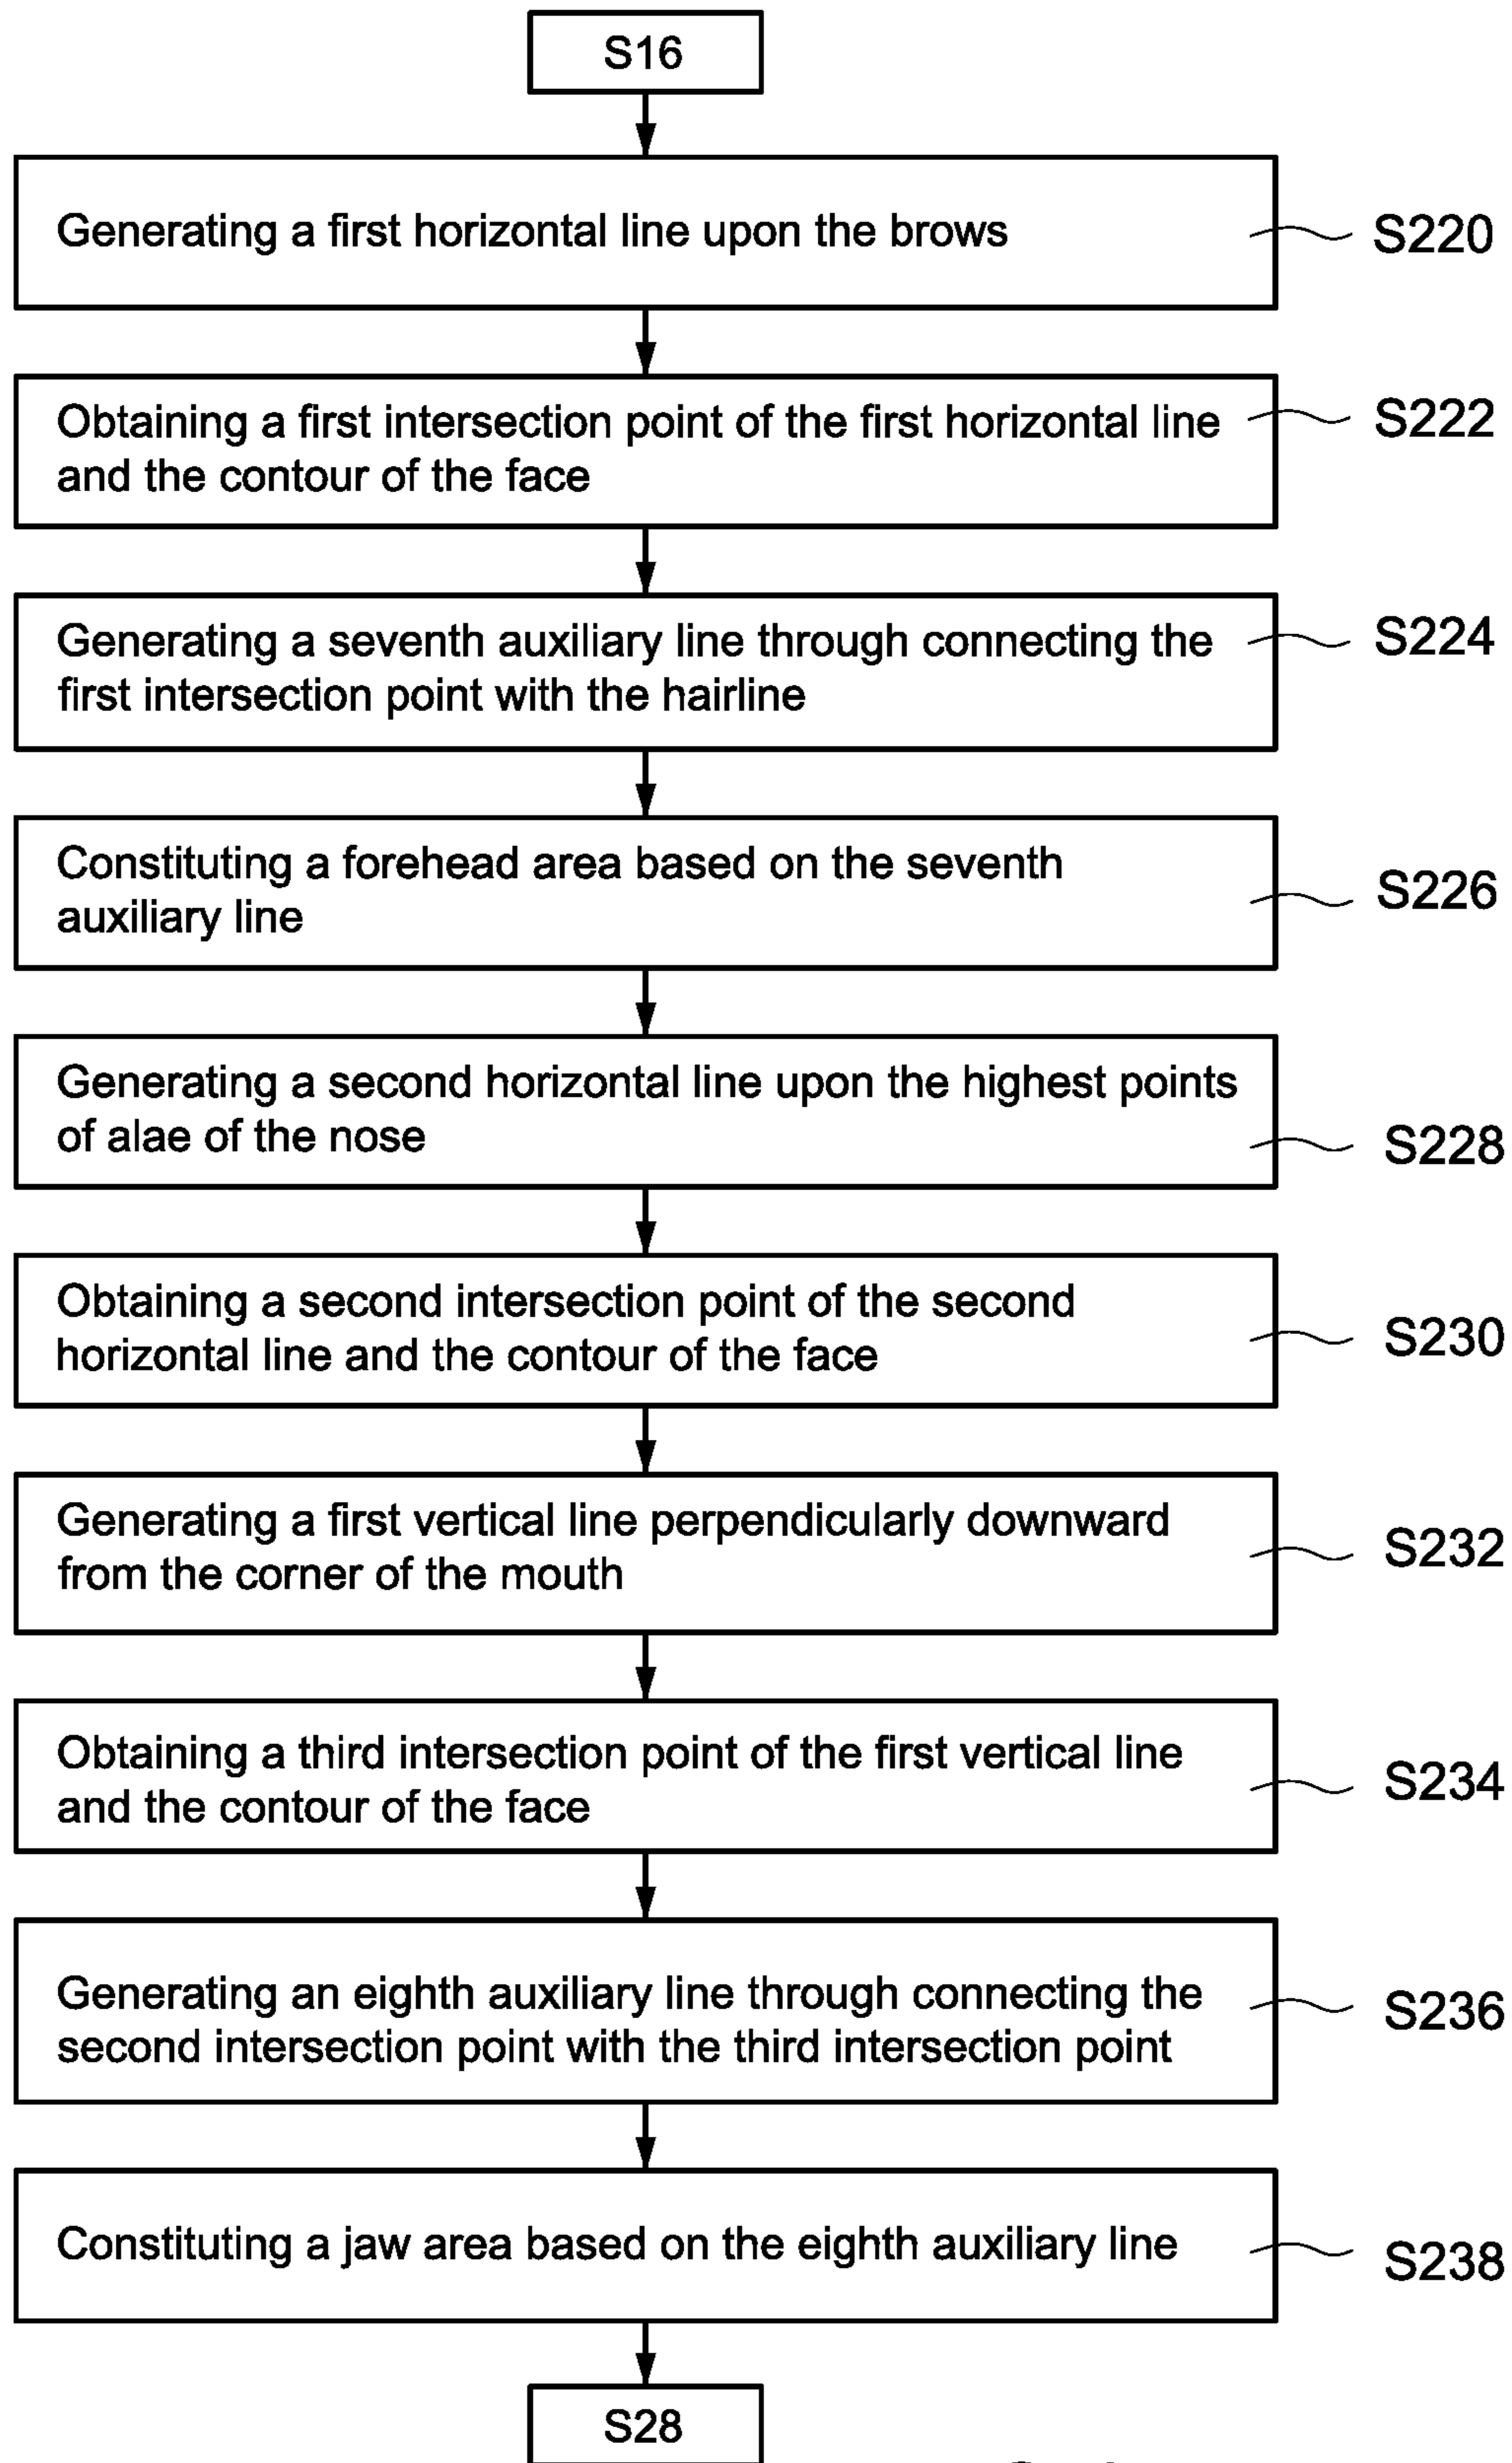 S16
Generating a first horizontal line upon the brows
S220
Obtaining a first intersection point of the first horizontal line
and the contour of the face
S222
Generating a seventh auxiliary line through connecting the
first intersection point with the hairline
S224
Constituting a forehead area based on the seventh
auxiliary line
S226
Generating a second horizontal line upon the highest points
of alae of the nose
S228
Obtaining a second intersection point of the second
horizontal line and the contour of the face
S230
Generating a first vertical line perpendicularly downward
from the corner of the mouth
S232
Obtaining a third intersection point of the first vertical line
and the contour of the face
S234
Generating an eighth auxiliary line through connecting the
second intersection point with the third intersection point
S236
Constituting a jaw area based on the eighth auxiliary line
S238
S28